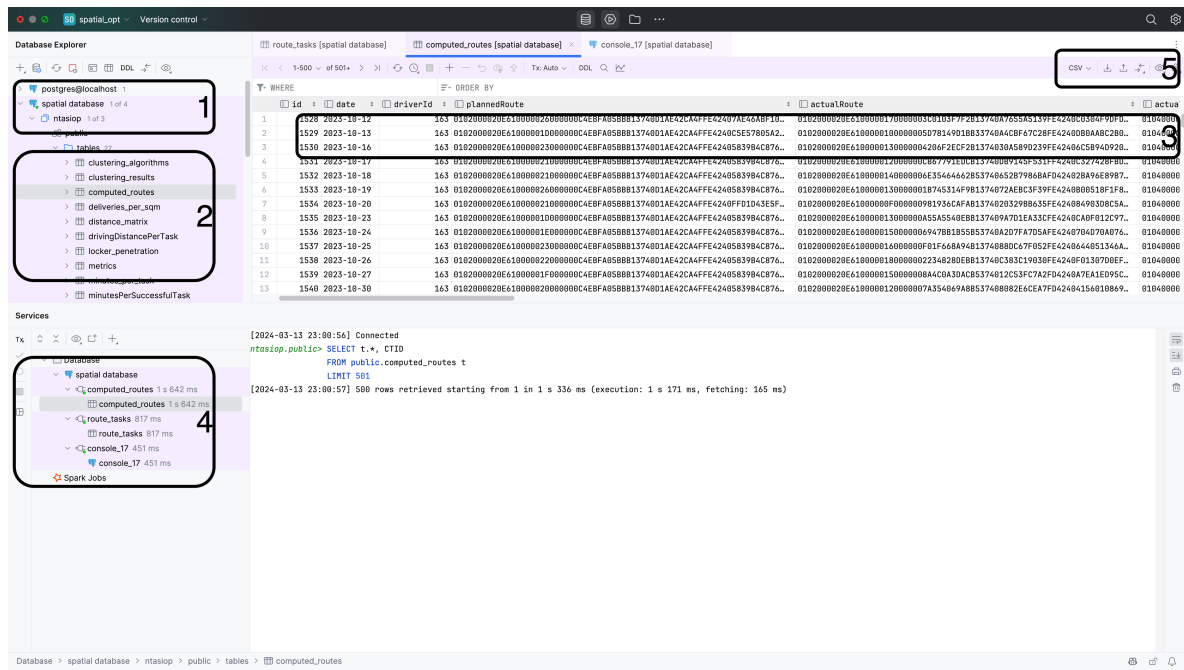 SO spatial_opt Version control
Database Explorer
route_tasks [spatial database] computed_routes [spatial database] console_17 [spatial database]
DDL
1-500 of 501+ Tx: Auto DDL CSV 5
postgres@localhost 1
spatial database 1 of 4
ntasiop 1 of 3
1
public
tables 22
clustering_algorithms
clustering_results
computed_routes
deliveries_per_sqm
distance_matrix
drivingDistancePerTask
locker_penetration
metrics
minutes_per_task
minutesPerSuccessfulTask
2
WHERE ORDER BY
id date driverId plannedRoute actualRoute actua
1 1528 2023-10-12 163
2 1529 2023-10-13 163
3 1530 2023-10-16 163
3
4 1531 2023-10-17 163
5 1532 2023-10-18 163
6 1533 2023-10-19 163
7 1534 2023-10-20 163
8 1535 2023-10-23 163
9 1536 2023-10-24 163
10 1537 2023-10-25 163
11 1538 2023-10-26 163
12 1539 2023-10-27 163
13 1540 2023-10-30 163
Services
Tx
Database
spatial database
computed_routes 1 s 642 ms
computed_routes 1 s 642 ms
route_tasks 817 ms
route_tasks 817 ms
console_17 451 ms
console_17 451 ms
Spark Jobs
4
[2024-03-13 23:00:56] Connected
ntasiop.public> SELECT t.*, CTID
FROM public.computed_routes t
LIMIT 501
[2024-03-13 23:00:57] 500 rows retrieved starting from 1 in 1 s 336 ms (execution: 1 s 171 ms, fetching: 165 ms)
Database > spatial database > ntasiop > public > tables > computed_routes